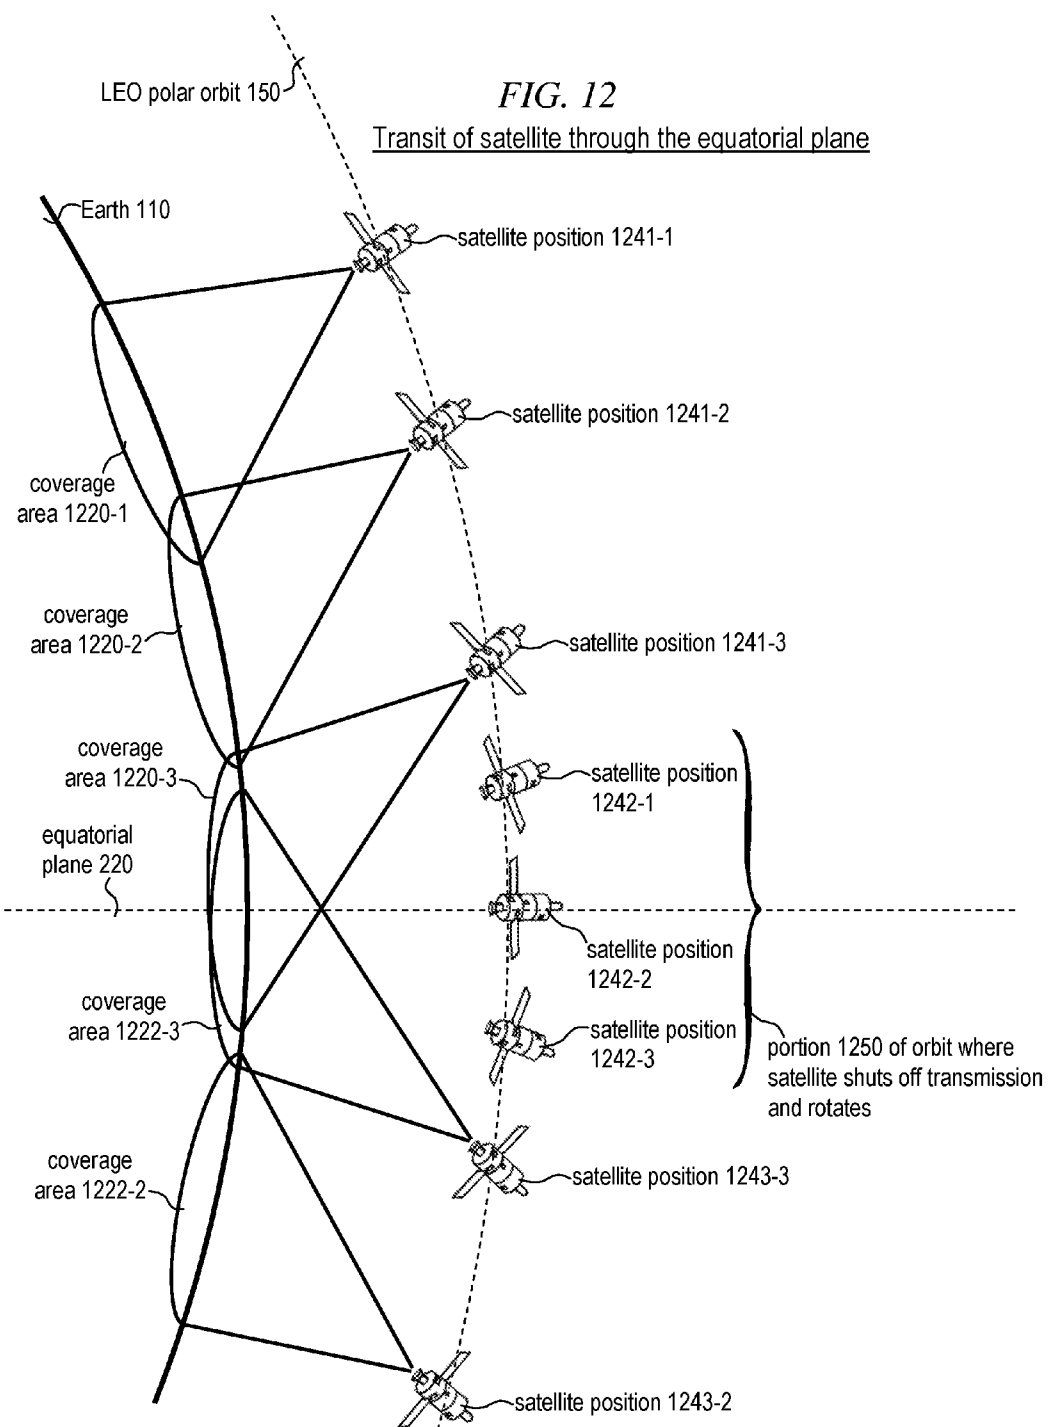 LEO polar orbit 150
FIG. 12
Transit of satellite through the equatorial plane
Earth 110
satellite position 1241-1
satellite position 1241-2
coverage
area 1220-1
coverage
area 1220-2
satellite position 1241-3
coverage
area 1220-3
satellite position
1242-1
equatorial
plane 220
satellite position
1242-2
coverage
area 1222-3
satellite position
1242-3
portion 1250 of orbit where
satellite shuts off transmission
and rotates
coverage
area 1222-2
satellite position 1243-3
satellite position 1243-2